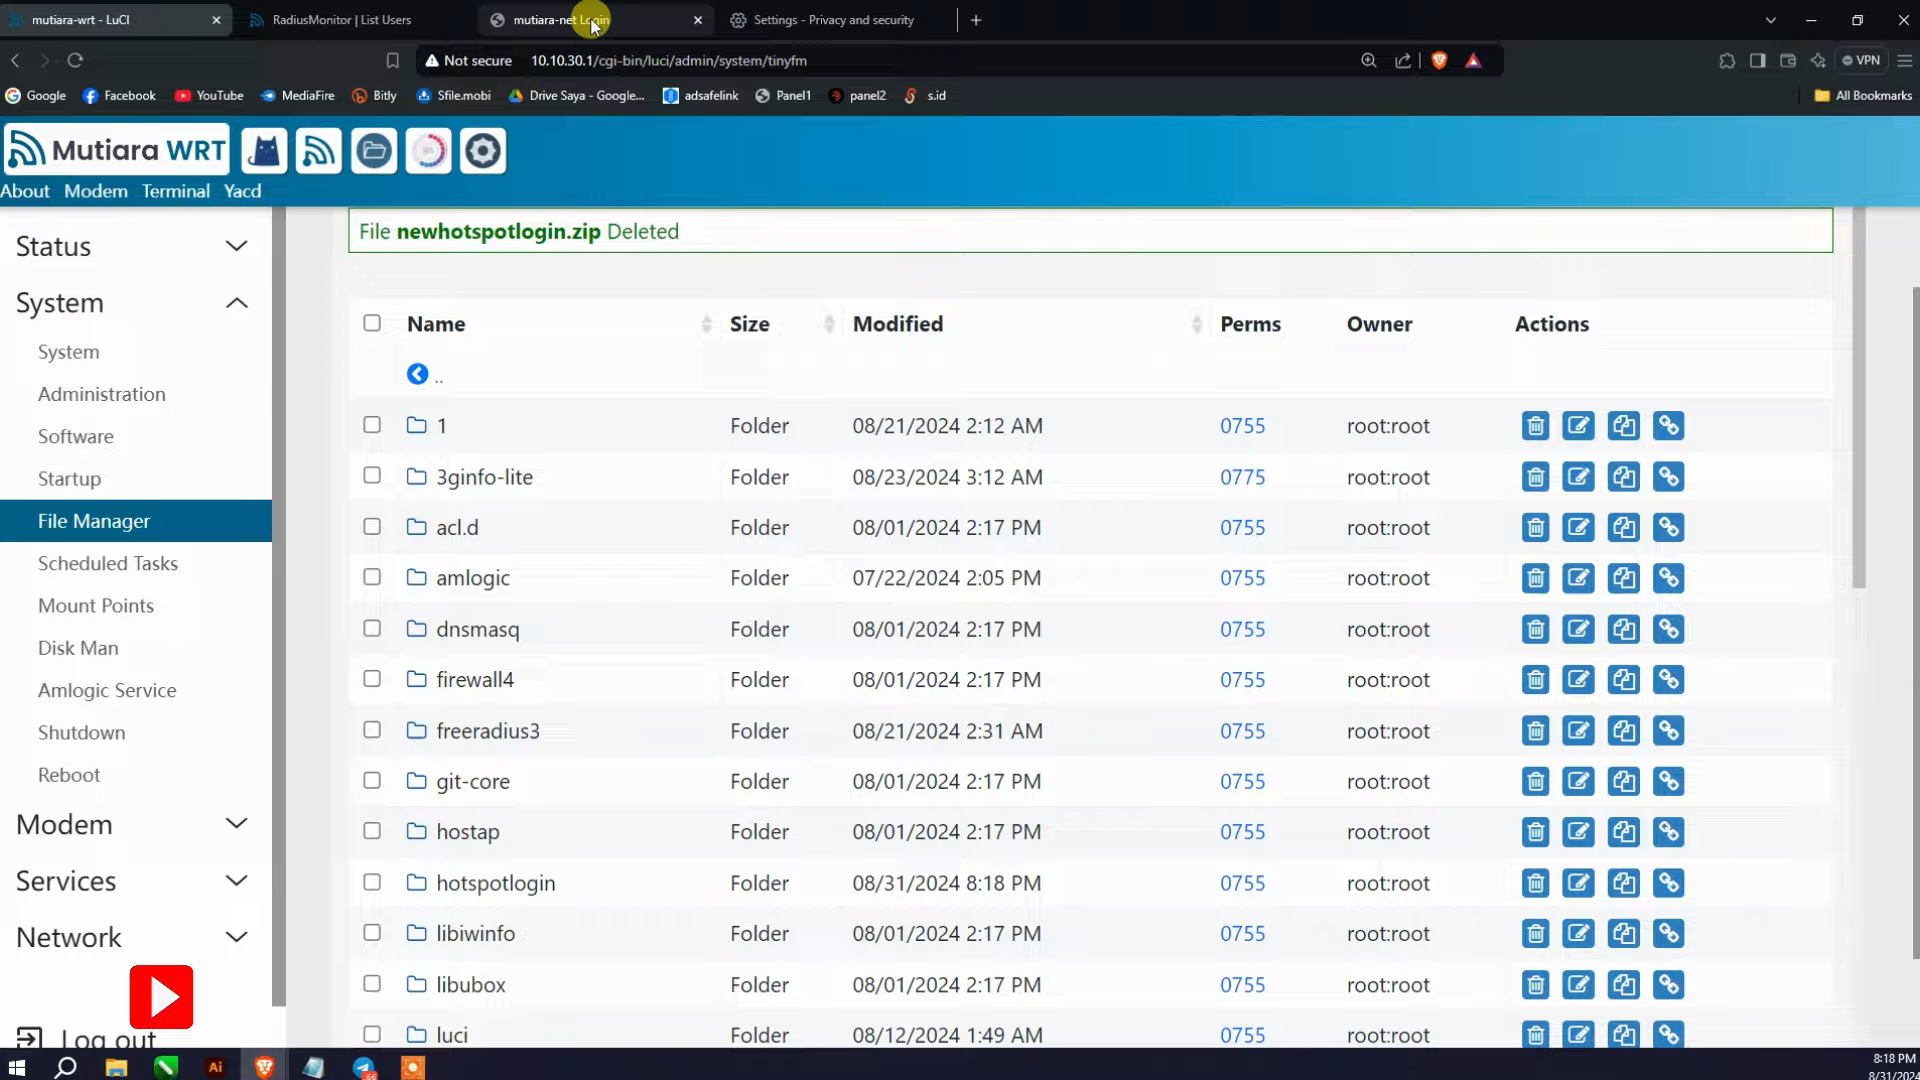 mutiara-wrt - LuCI
RadiusMonitor | List Users
mutiara-net Login
Settings - Privacy and security
Not secure
10.10.30.1/cgi-bin/luci/admin/system/tinyfm
VPN
Google
Facebook
YouTube
MediaFire
Bitly
Sfile.mobi
Drive Saya - Google...
adsafelink
Panel1
panel2
s.id
All Bookmarks
Mutiara WRT
About Modem Terminal Yacd
Status
System
System
Administration
Software
Startup
File Manager
Scheduled Tasks
Mount Points
Disk Man
Amlogic Service
Shutdown
Reboot
Modem
Services
Network
Log out
File newhotspotlogin.zip Deleted
Name Size Modified Perms Owner Actions
..
1 Folder 08/21/2024 2:12 AM 0755 root:root
3ginfo-lite Folder 08/23/2024 3:12 AM 0775 root:root
acl.d Folder 08/01/2024 2:17 PM 0755 root:root
amlogic Folder 07/22/2024 2:05 PM 0755 root:root
dnsmasq Folder 08/01/2024 2:17 PM 0755 root:root
firewall4 Folder 08/01/2024 2:17 PM 0755 root:root
freeradius3 Folder 08/21/2024 2:31 AM 0755 root:root
git-core Folder 08/01/2024 2:17 PM 0755 root:root
hostap Folder 08/01/2024 2:17 PM 0755 root:root
hotspotlogin Folder 08/31/2024 8:18 PM 0755 root:root
libiwinfo Folder 08/01/2024 2:17 PM 0755 root:root
libubox Folder 08/01/2024 2:17 PM 0755 root:root
luci Folder 08/12/2024 1:49 AM 0755 root:root
Ai
8:18 PM
8/31/2024